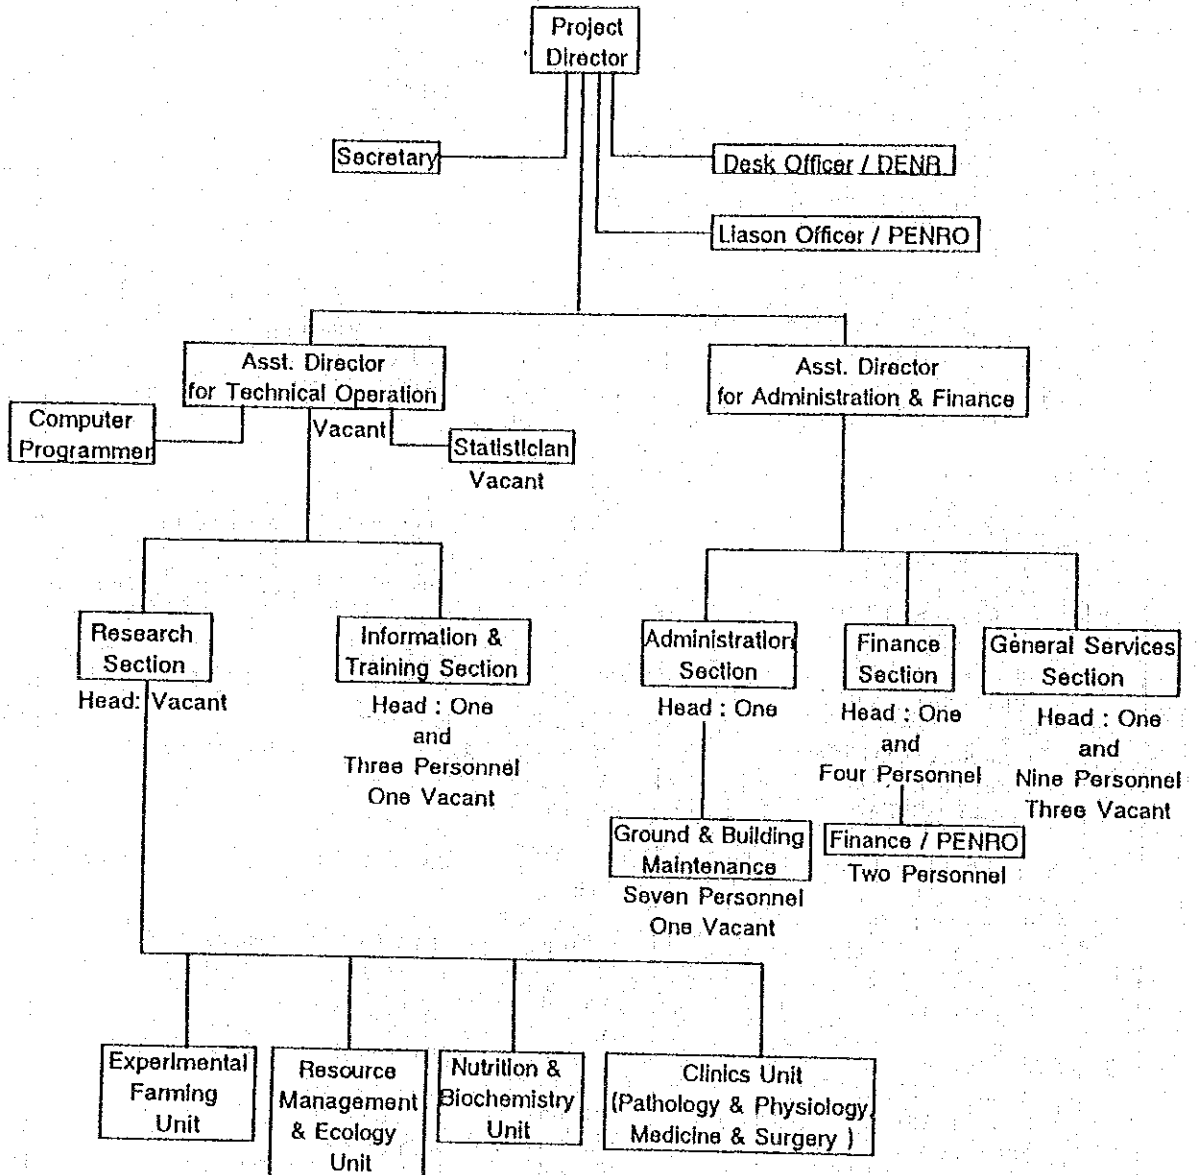 Project
Director
Secretary
Desk Officer / DENR
Liason Officer / PENRO
Asst. Director
for Technical Operation
Vacant
Asst. Director
for Administration & Finance
Computer
Programmer
Statistician
Vacant
Research
Section
Head: Vacant
Information &
Training Section
Head : One
and
Three Personnel
One Vacant
Administration
Section
Head : One
Finance
Section
Head : One
and
Four Personnel
General Services
Section
Head : One
and
Nine Personnel
Three Vacant
Ground & Building
Maintenance
Seven Personnel
One Vacant
Finance / PENRO
Two Personnel
Experimental
Farming
Unit
Resource
Management
& Ecology
Unit
Nutrition &
Biochemistry
Unit
Clinics Unit
(Pathology & Physiology,
Medicine & Surgery )